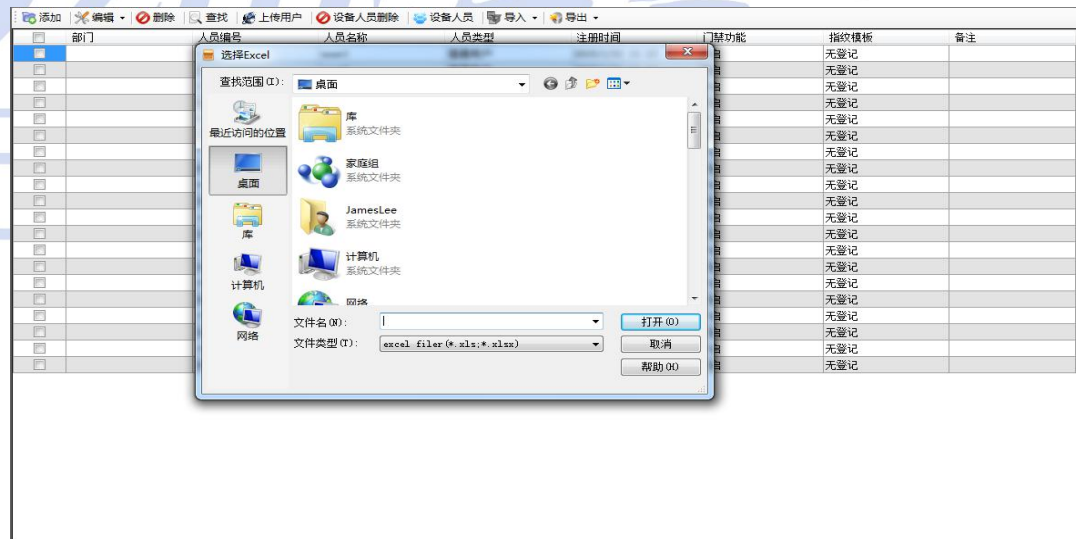 添加 编辑 删除 查找 上传用户 设备人员删除 设备人员 导入 导出
部门 人员编号 人员名称 人员类型 注册时间 门禁功能 指纹模板 备注
选择Excel
无登记
无登记
查找范围(I): 桌面
无登记
无登记
库
系统文件夹
最近访问的位置
无登记
无登记
无登记
家庭组
系统文件夹
桌面
无登记
无登记
无登记
JamesLee
系统文件夹
库
无登记
无登记
无登记
计算机
系统文件夹
计算机
无登记
无登记
无登记
网络
文件名(N): 打开(O)
网络
无登记
无登记
文件类型(T): excel filer(*.xls;*.xlsx) 取消
无登记
帮助(H)
无登记